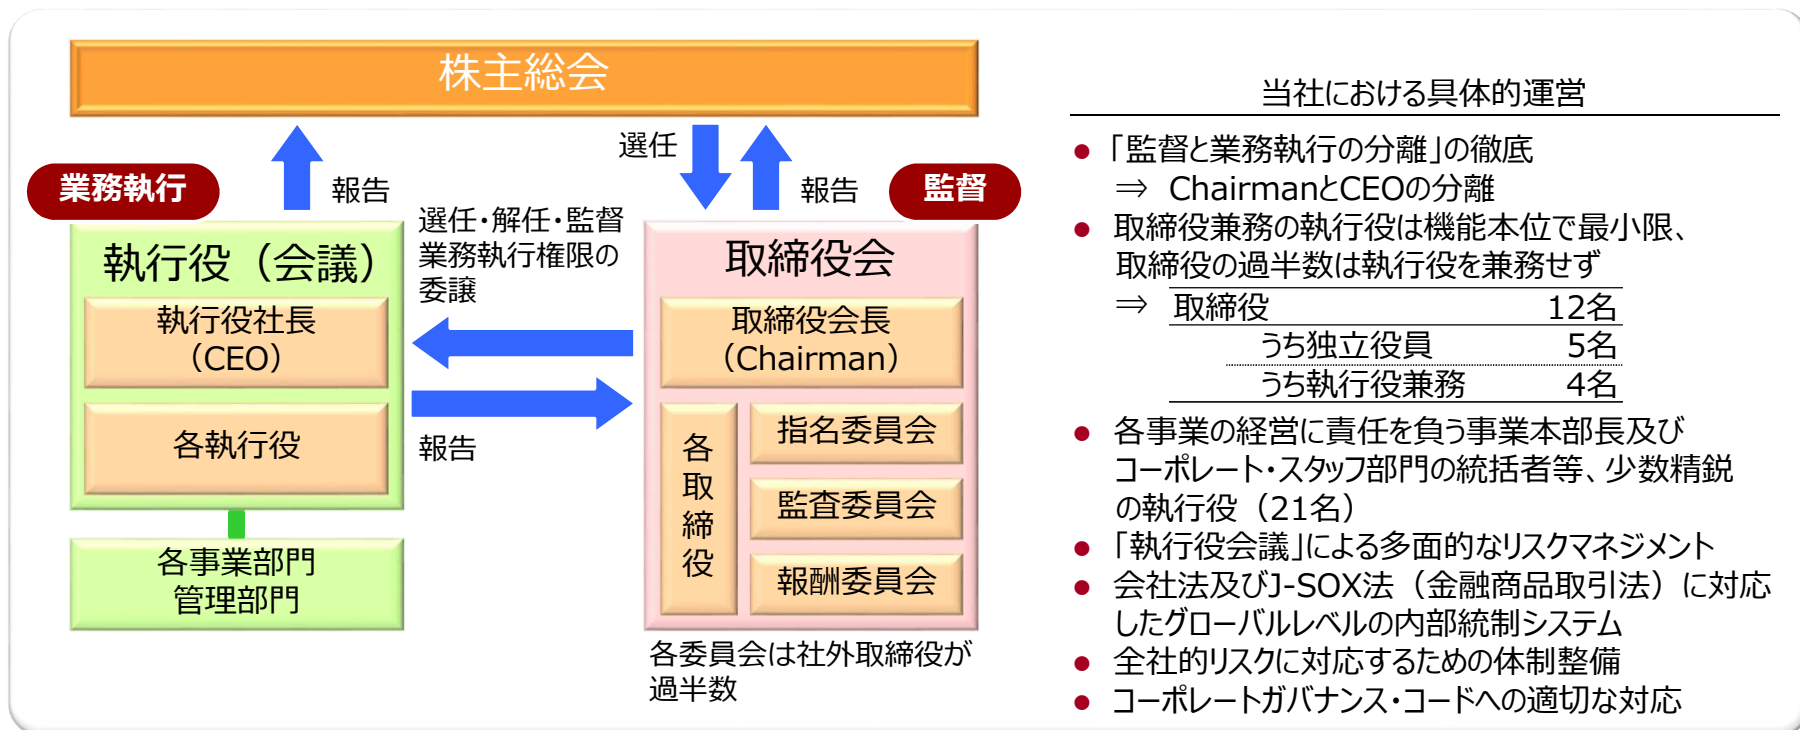 株主総会
選任
業務執行
報告
報告
監督
選任・解任・監督
業務執行権限の
委譲
執行役（会議）
執行役社長
（CEO）
各執行役
報告
各事業部門
管理部門
取締役会
取締役会長
（Chairman）
各取締役
指名委員会
監査委員会
報酬委員会
各委員会は社外取締役が
過半数
当社における具体的運営
● 「監督と業務執行の分離」の徹底
⇒ ChairmanとCEOの分離
● 取締役兼務の執行役は機能本位で最小限、
取締役の過半数は執行役を兼務せず
⇒ 取締役 12名
うち独立役員 5名
うち執行役兼務 4名
● 各事業の経営に責任を負う事業本部長及び
コーポレート・スタッフ部門の統括者等、少数精鋭
の執行役（21名）
● 「執行役会議」による多面的なリスクマネジメント
● 会社法及びJ-SOX法（金融商品取引法）に対応
したグローバルレベルの内部統制システム
● 全社的リスクに対応するための体制整備
● コーポレートガバナンス・コードへの適切な対応